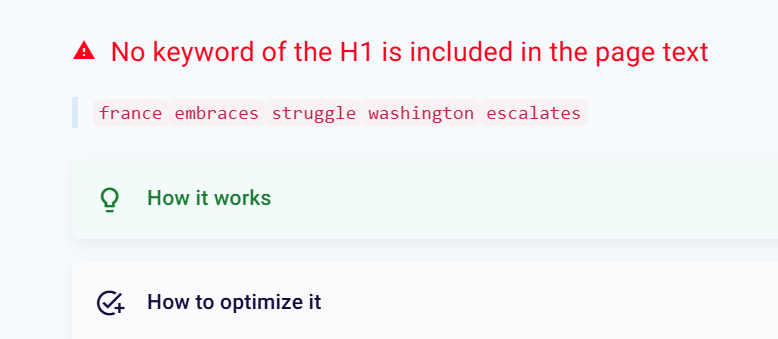 No keyword of the H1 is included in the page text
france embraces struggle washington escalates
How it works
How to optimize it